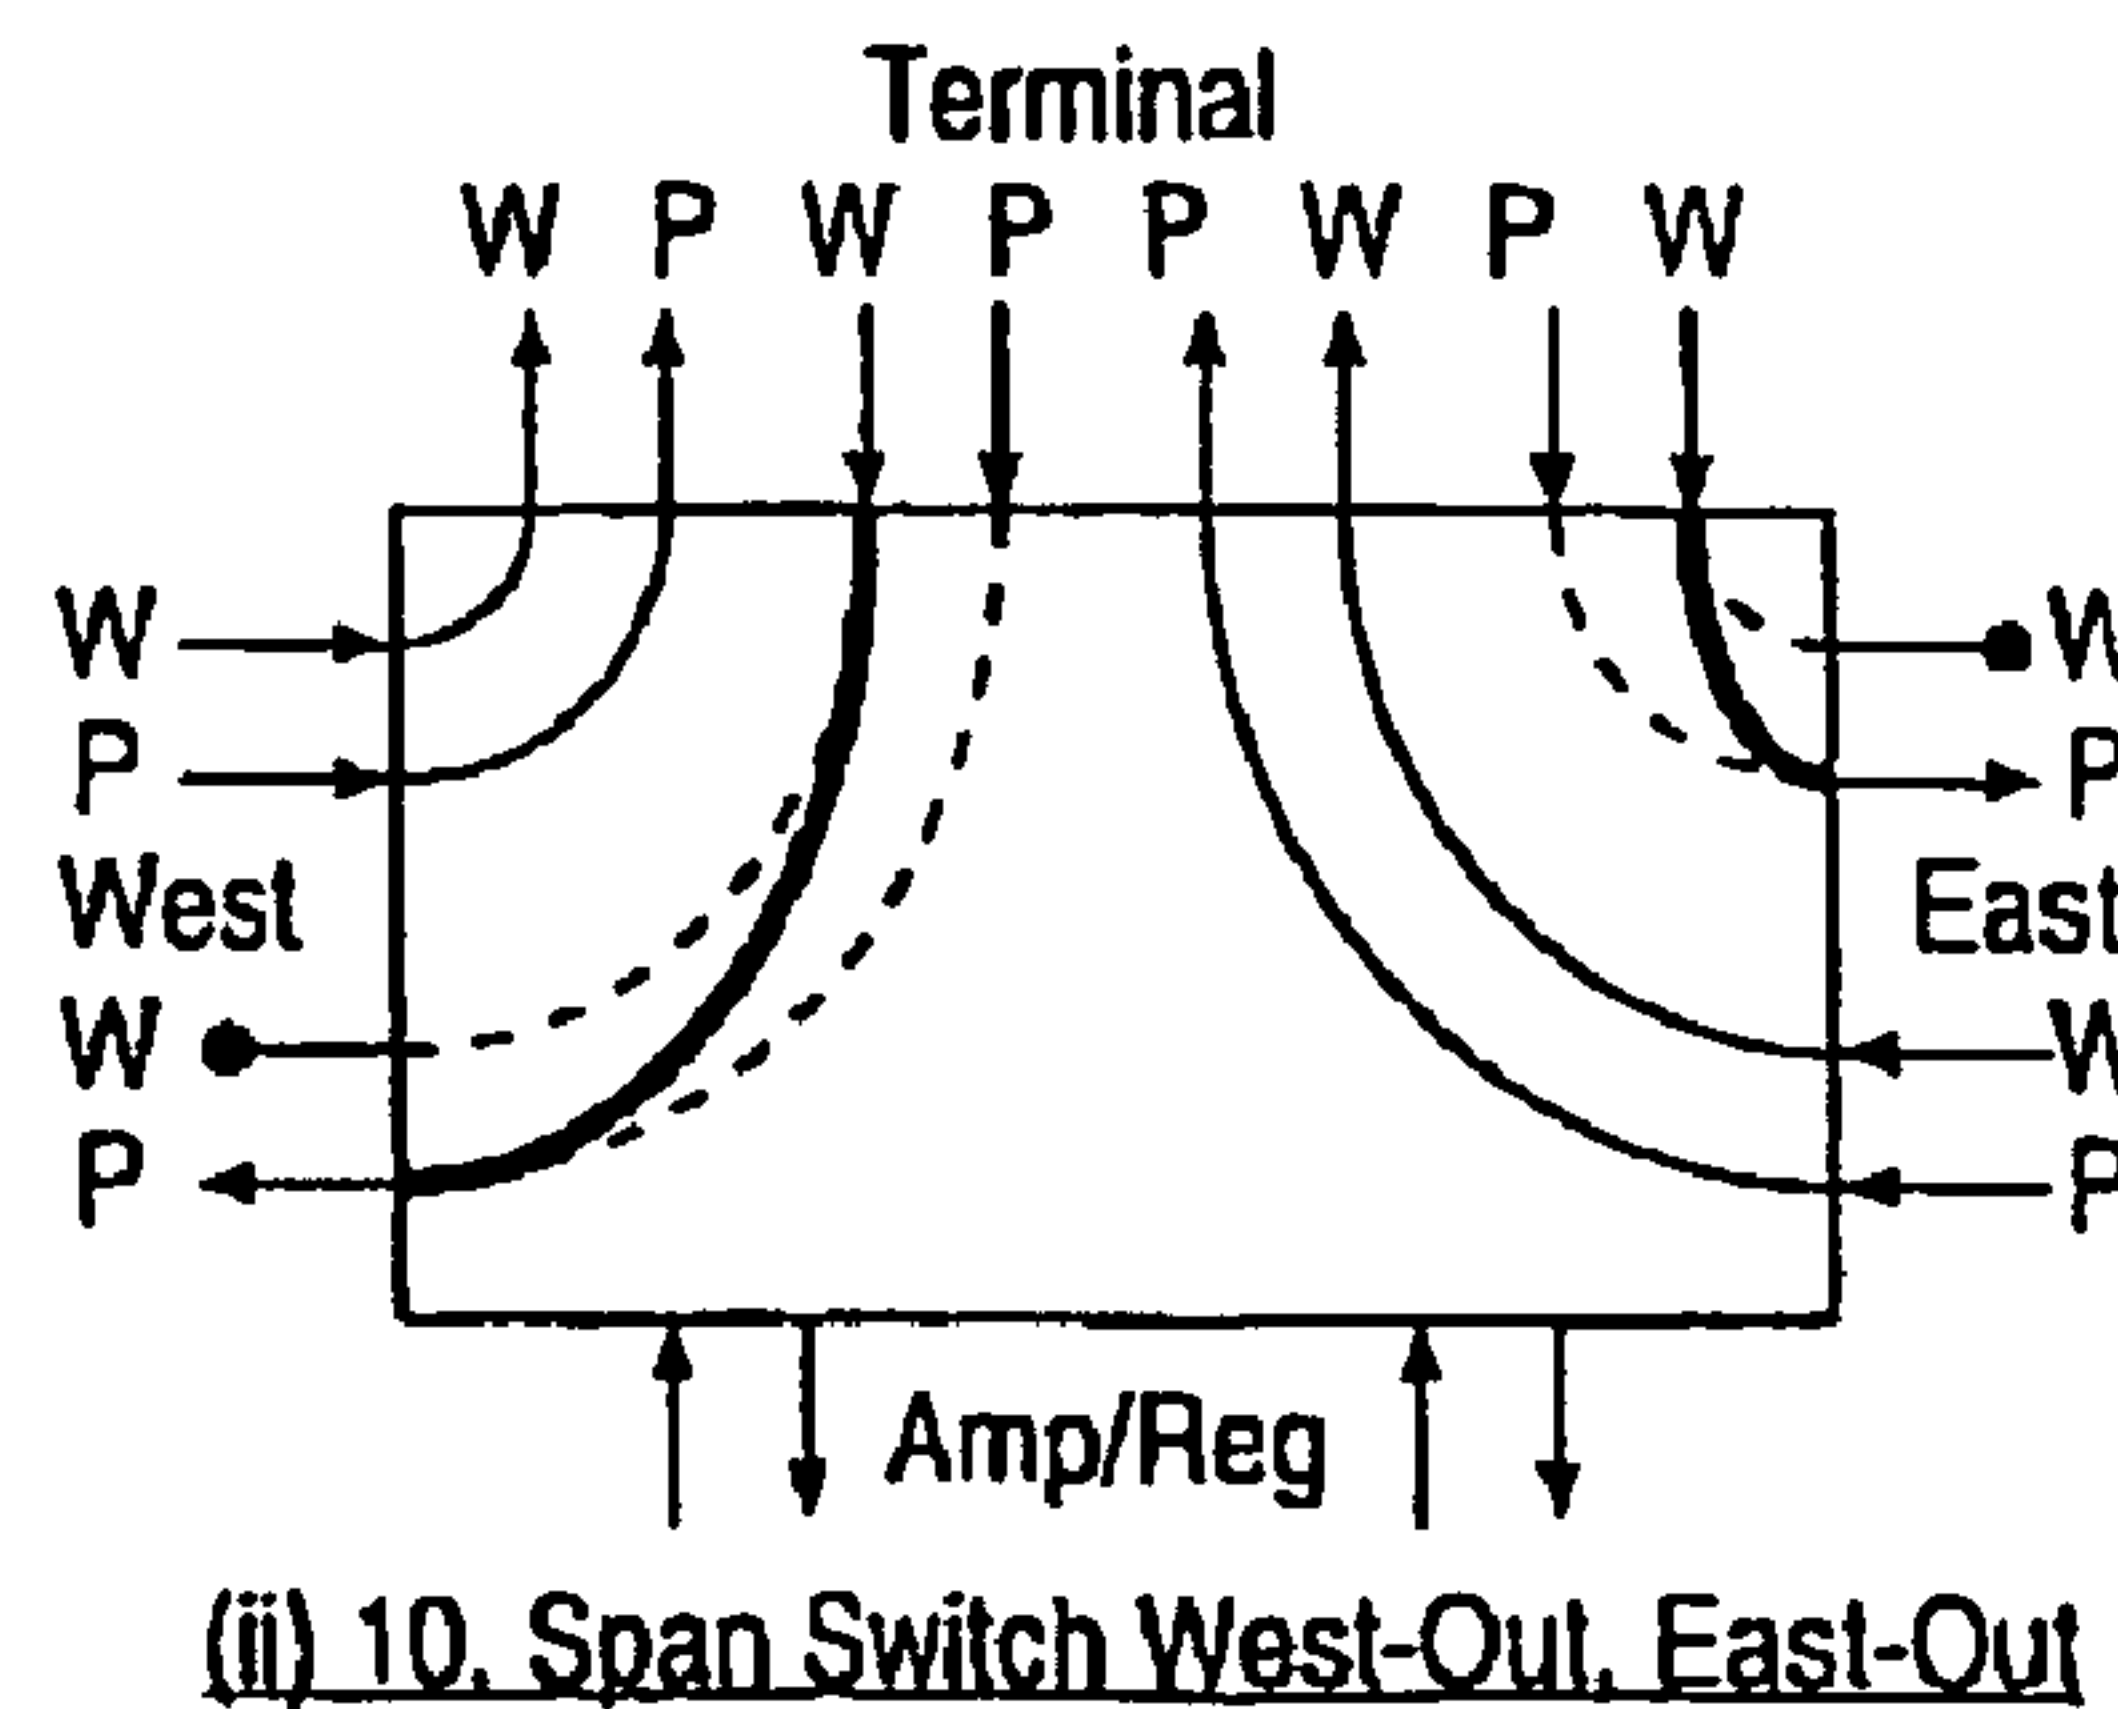 Terminal
W P W P P W P W
W W
P P
West East
W W
P P
Amp/Reg
(ii) 10. Span Switch West-Out, East-Out